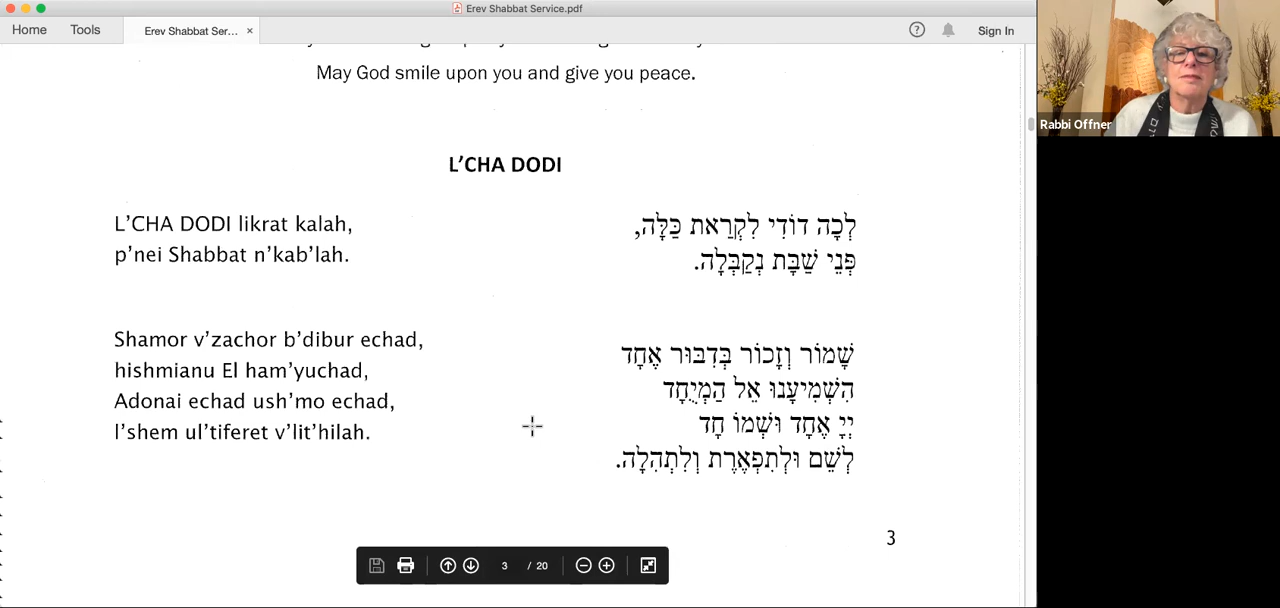 Erev Shabbat Service.pdf
Home Tools Erev Shabbat Ser... × Sign In
May God smile upon you and give you peace.
Rabbi Offner
L'CHA DODI
L'CHA DODI likrat kalah,
p'nei Shabbat n'kab'lah.
לְכָה דוֹדִי לִקְרַאת כַּלָּה,
פְּנֵי שַׁבָּת נְקַבְּלָה.
Shamor v'zachor b'dibur echad,
hishmianu El ham'yuchad,
Adonai echad ush'mo echad,
l'shem ul'tiferet v'lit'hilah.
שָׁמוֹר וְזָכוֹר בְּדִבּוּר אֶחָד
הִשְׁמִיעָנוּ אֵל הַמְיֻחָד
יְיָ אֶחָד וּשְׁמוֹ חָד
לְשֵׁם וּלְתִפְאֶרֶת וְלִתְהִלָּה.
3
3 / 20